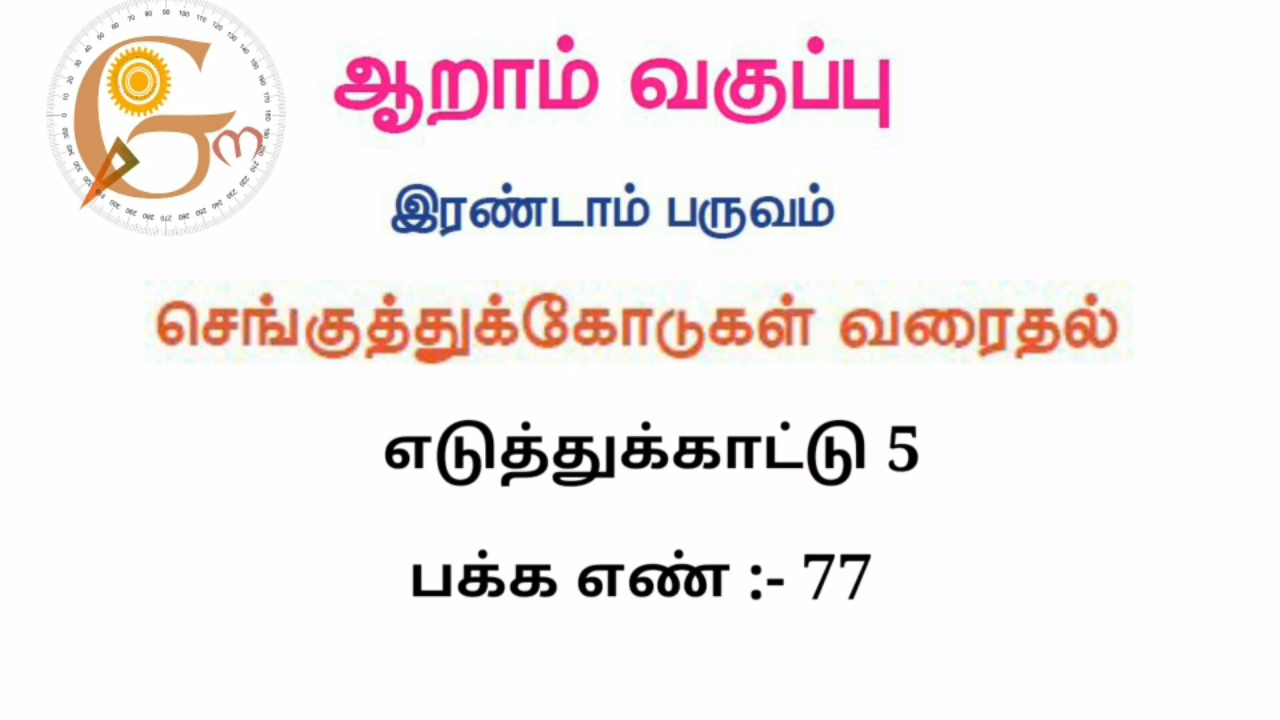 ஆறாம் வகுப்பு
இரண்டாம் பருவம்
செங்குத்துக்கோடுகள் வரைதல்
எடுத்துக்காட்டு 5
பக்க எண் :- 77